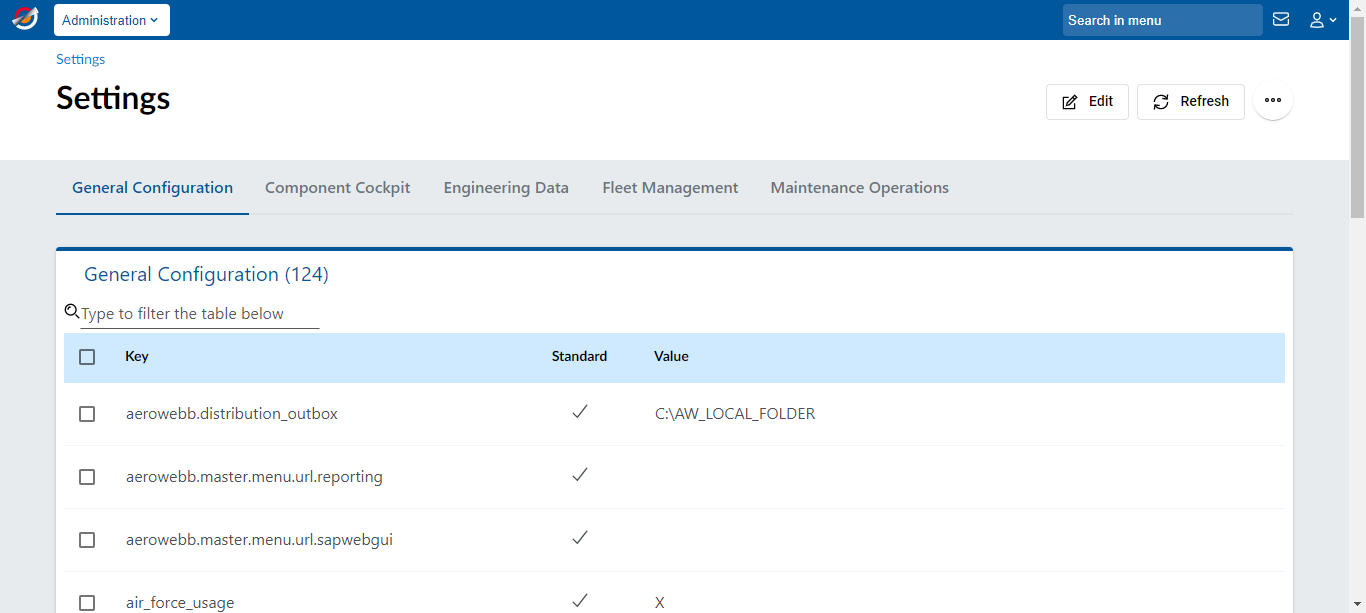 Administration
Search in menu
Settings
Settings
Edit
Refresh
General Configuration
Component Cockpit
Engineering Data
Fleet Management
Maintenance Operations
General Configuration (124)
Type to filter the table below
Key Standard Value
aerowebb.distribution_outbox C:\AW_LOCAL_FOLDER
aerowebb.master.menu.url.reporting
aerowebb.master.menu.url.sapwebgui
air_force_usage X